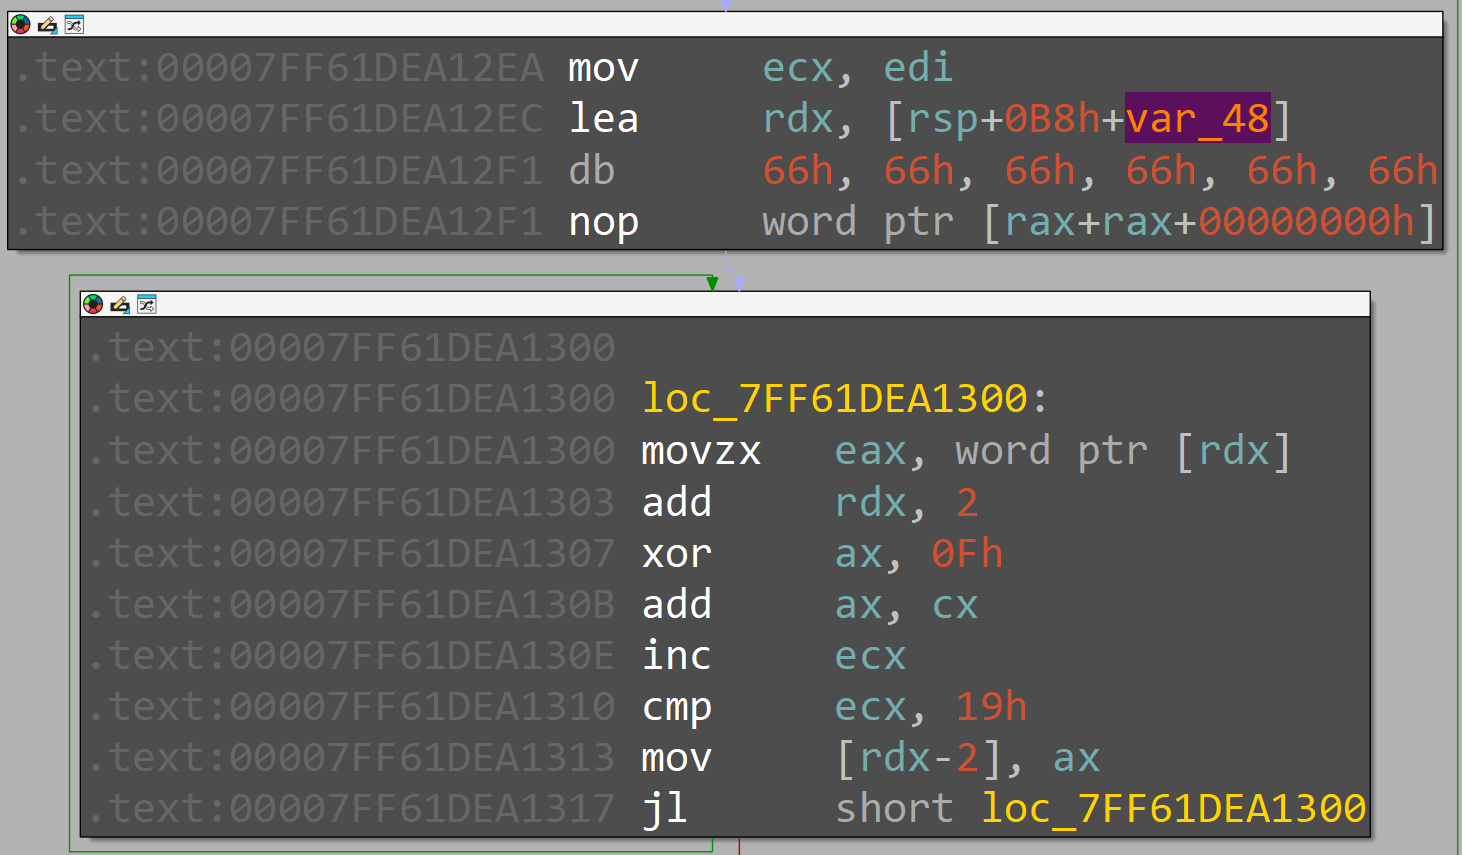 .text:00007FF61DEA12EA mov ecx, edi
.text:00007FF61DEA12EC lea rdx, [rsp+0B8h+var_48]
.text:00007FF61DEA12F1 db 66h, 66h, 66h, 66h, 66h, 66h
.text:00007FF61DEA12F1 nop word ptr [rax+rax+00000000h]
.text:00007FF61DEA1300
.text:00007FF61DEA1300 loc_7FF61DEA1300:
.text:00007FF61DEA1300 movzx eax, word ptr [rdx]
.text:00007FF61DEA1303 add rdx, 2
.text:00007FF61DEA1307 xor ax, 0Fh
.text:00007FF61DEA130B add ax, cx
.text:00007FF61DEA130E inc ecx
.text:00007FF61DEA1310 cmp ecx, 19h
.text:00007FF61DEA1313 mov [rdx-2], ax
.text:00007FF61DEA1317 jl short loc_7FF61DEA1300